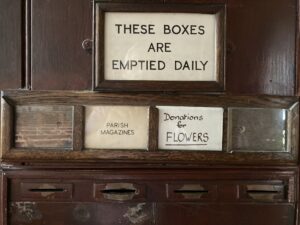 THESE BOXES
ARE
EMPTIED DAILY
PARISH
MAGAZINES
Donations
for
FLOWERS